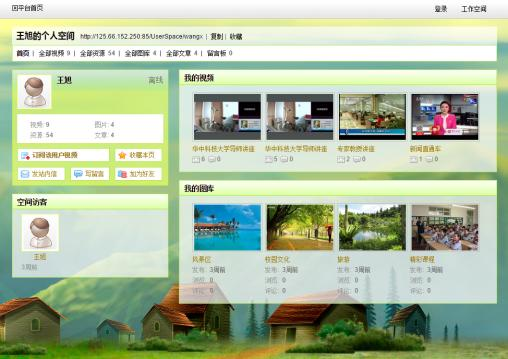 回平台首页
登录 工作空间
王旭的个人空间 http://125.66.152.250:85/UserSpace/wangx | 复制 | 收藏
首页 | 全部视频 9 | 全部资源 54 | 全部图库 4 | 全部文章 4 | 留言板 0
王旭 离线
视频: 9 图片: 4
资源: 54 文章: 4
订阅该用户视频 收藏本页
发站内信 写留言 加为好友
空间访客
王旭
3周前
我的视频
华中科技大学导师讲座 华中科技大学导师讲座 专家教授讲座 新闻直通车
6 0 5 0 2 0 1 0
我的图库
风景区 校园文化 旅游 精彩课程
发布: 3周前 发布: 3周前 发布: 3周前 发布: 3周前
浏览: 0 浏览: 0 浏览: 0 浏览: 0
评论: 0 评论: 0 评论: 0 评论: 0